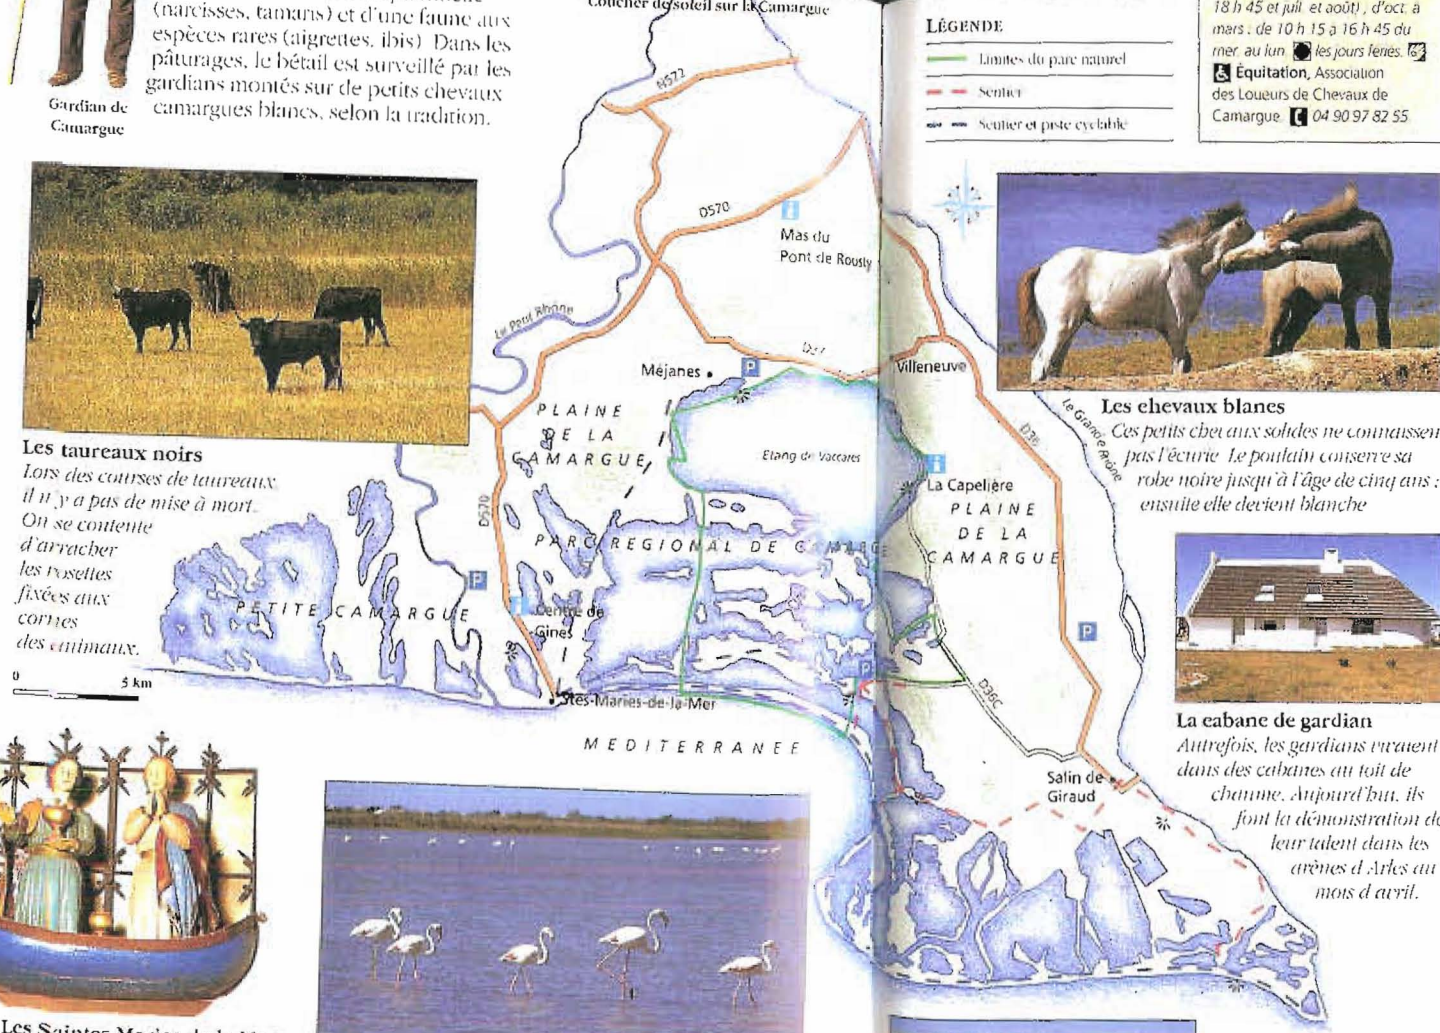 (narcisses, tamaris) et d'une faune aux
espèces rares (aigrettes, ibis) Dans les
pâturages, le bétail est surveillé par les
gardians montés sur de petits chevaux
camargues blancs, selon la tradition.
Gardian de
Camargue
Coucher de soleil sur la Camargue
LÉGENDE
Limites du parc naturel
Sentier
Sentier et piste cyclable
18 h 45 et juil. et août) , d'oct. à
mars : de 10 h 15 à 16 h 45 du
mer. au lun. les jours fériés.
Équitation, Association
des Loueurs de Chevaux de
Camargue. 04 90 97 82 55
N572
D570
Mas du
Pont de Rousty
Le Petit Rhône
D37
Méjanes
P
Villeneuve
PLAINE
DE LA
CAMARGUE
Etang de Vaccarès
Le Grande Rhône
D36
La Capelière
PLAINE
DE LA
CAMARGUE
D570
PARC REGIONAL DE
P
PETITE CAMARGUE
Centre de
Gines
P
P
D36C
Stes-Maries-de-la-Mer
MEDITERRANEE
Salin de
Giraud
0 5 km
Les taureaux noirs
Lors des courses de taureaux,
il n'y a pas de mise à mort.
On se contente
d'arracher
les rosettes
fixées aux
cornes
des animaux.
Les chevaux blancs
Ces petits chevaux solides ne connaissen
pas l'écurie. Le poulain conserve sa
robe noire jusqu'à l'âge de cinq ans :
ensuite elle devient blanche
La cabane de gardian
Autrefois, les gardians vivaient
dans des cabanes au toit de
chaume. Aujourd'hui, ils
font la démonstration de
leur talent dans les
arènes d'Arles au
mois d'avril.
Les Saintes